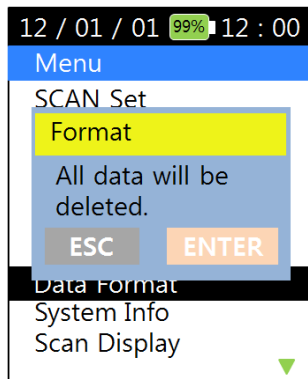 12 / 01 / 01 99% 12 : 00
Menu
SCAN Set
Format
All data will be
deleted.
ESC ENTER
Data Format
System Info
Scan Display